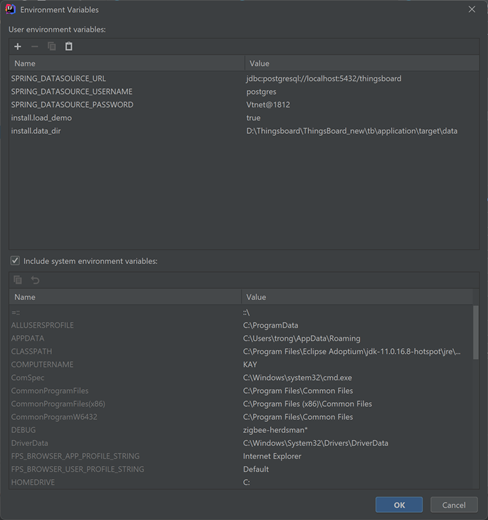 Environment Variables
User environment variables:
Name Value
SPRING_DATASOURCE_URL jdbc:postgresql://localhost:5432/thingsboard
SPRING_DATASOURCE_USERNAME postgres
SPRING_DATASOURCE_PASSWORD Vtnet@1812
install.load_demo true
install.data_dir D:\Thingsboard\ThingsBoard_new\tb\application\target\data
Include system environment variables:
Name Value
=:: ::\
ALLUSERSPROFILE C:\ProgramData
APPDATA C:\Users\trong\AppData\Roaming
CLASSPATH C:\Program Files\Eclipse Adoptium\jdk-11.0.16.8-hotspot\jre\...
COMPUTERNAME KAY
ComSpec C:\Windows\system32\cmd.exe
CommonProgramFiles C:\Program Files\Common Files
CommonProgramFiles(x86) C:\Program Files (x86)\Common Files
CommonProgramW6432 C:\Program Files\Common Files
DEBUG zigbee-herdsman*
DriverData C:\Windows\System32\Drivers\DriverData
FPS_BROWSER_APP_PROFILE_STRING Internet Explorer
FPS_BROWSER_USER_PROFILE_STRING Default
HOMEDRIVE C:
OK Cancel